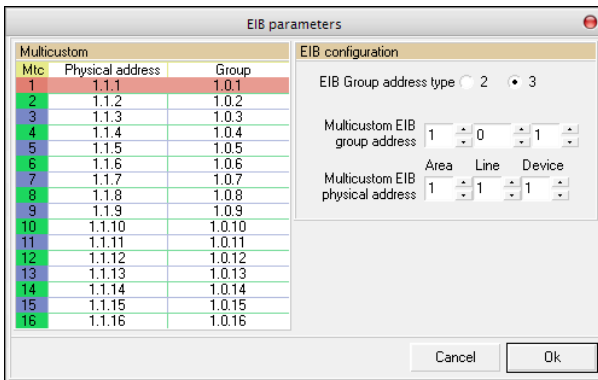 EIB parameters
Multicustom
Mtc Physical address Group
1 1.1.1 1.0.1
2 1.1.2 1.0.2
3 1.1.3 1.0.3
4 1.1.4 1.0.4
5 1.1.5 1.0.5
6 1.1.6 1.0.6
7 1.1.7 1.0.7
8 1.1.8 1.0.8
9 1.1.9 1.0.9
10 1.1.10 1.0.10
11 1.1.11 1.0.11
12 1.1.12 1.0.12
13 1.1.13 1.0.13
14 1.1.14 1.0.14
15 1.1.15 1.0.15
16 1.1.16 1.0.16
EIB configuration
EIB Group address type 2 3
Multicustom EIB
group address 1 0 1
Area Line Device
Multicustom EIB
physical address 1 1 1
Cancel Ok